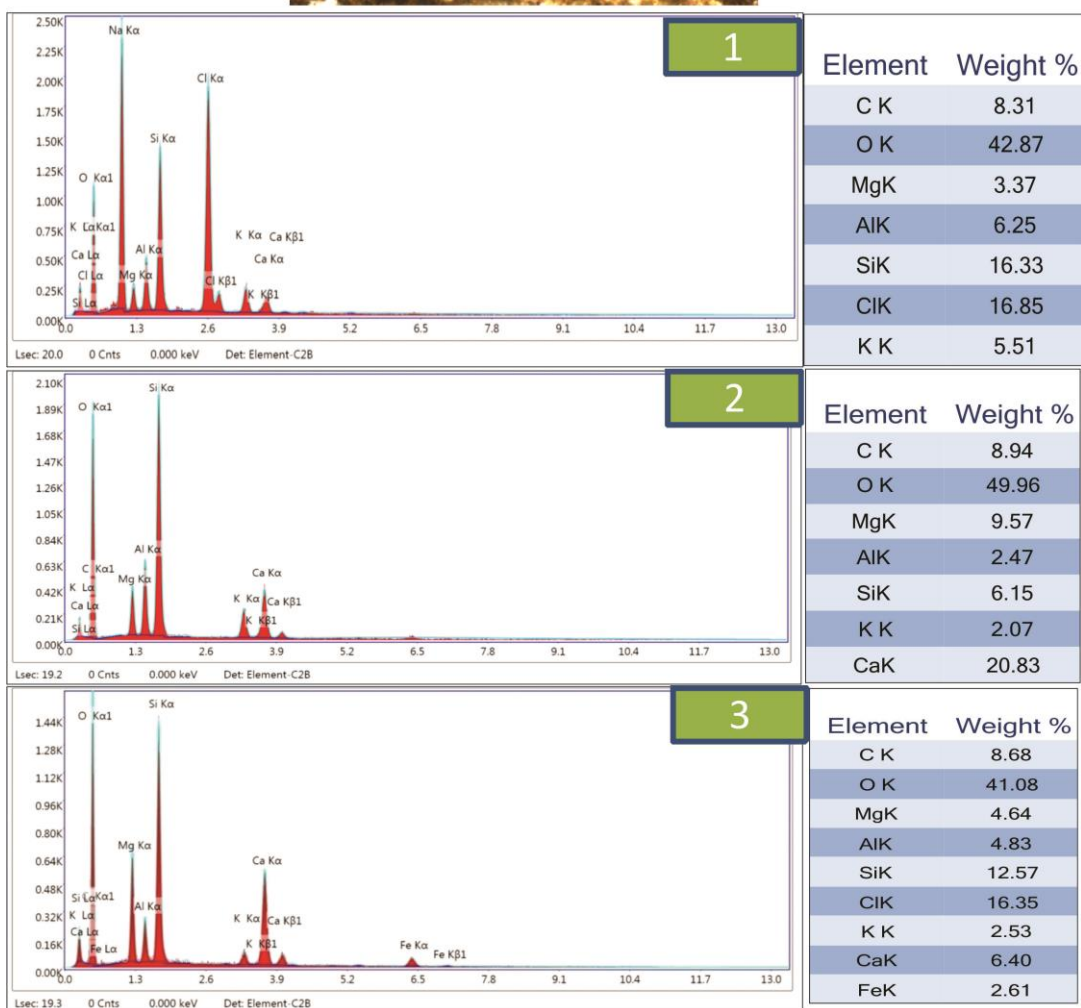 1
2.50K
2.25K
2.00K
1.75K
1.50K
1.25K
1.00K
0.75K
0.50K
0.25K
0.00K
Na Kα
Cl Kα
Si Kα
O Kα1
K Lα Kα1
Ca Lα
Cl Lα
Si Lα
Al Kα
Mg Kα
Cl Kβ1
K Kα Ca Kβ1
Ca Kα
K Kβ1
0.0 1.3 2.6 3.9 5.2 6.5 7.8 9.1 10.4 11.7 13.0
Lsec: 20.0 0 Cnts 0.000 keV Det: Element-C2B
Element Weight %
C K 8.31
O K 42.87
MgK 3.37
AlK 6.25
SiK 16.33
ClK 16.85
K K 5.51
2
2.10K
1.89K
1.68K
1.47K
1.26K
1.05K
0.84K
0.63K
0.42K
0.21K
0.00K
Si Kα
O Kα1
Al Kα
C Kα1
Mg Kα
K Lα
Ca Lα
Si Lα
Ca Kα
K Kα Ca Kβ1
K Kβ1
0.0 1.3 2.6 3.9 5.2 6.5 7.8 9.1 10.4 11.7 13.0
Lsec: 19.2 0 Cnts 0.000 keV Det: Element-C2B
Element Weight %
C K 8.94
O K 49.96
MgK 9.57
AlK 2.47
SiK 6.15
K K 2.07
CaK 20.83
3
1.44K
1.28K
1.12K
0.96K
0.80K
0.64K
0.48K
0.32K
0.16K
0.00K
Si Kα
O Kα1
Mg Kα
Ca Kα
Si Lα Kα1
Al Kα
K Lα
Ca Lα
Fe Lα
K Kα Ca Kβ1
K Kβ1
Fe Kα
Fe Kβ1
0.0 1.3 2.6 3.9 5.2 6.5 7.8 9.1 10.4 11.7 13.0
Lsec: 19.3 0 Cnts 0.000 keV Det: Element-C2B
Element Weight %
C K 8.68
O K 41.08
MgK 4.64
AlK 4.83
SiK 12.57
ClK 16.35
K K 2.53
CaK 6.40
FeK 2.61